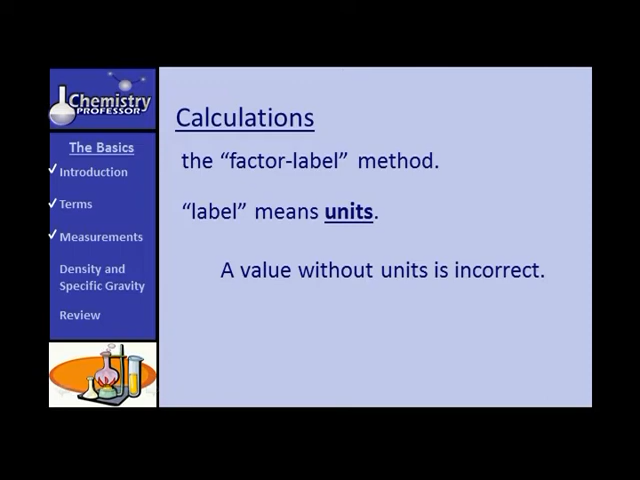 Chemistry
PROFESSOR
The Basics
Introduction
Terms
Measurements
Density and
Specific Gravity
Review
Calculations
the “factor-label” method.
“label” means units.
A value without units is incorrect.